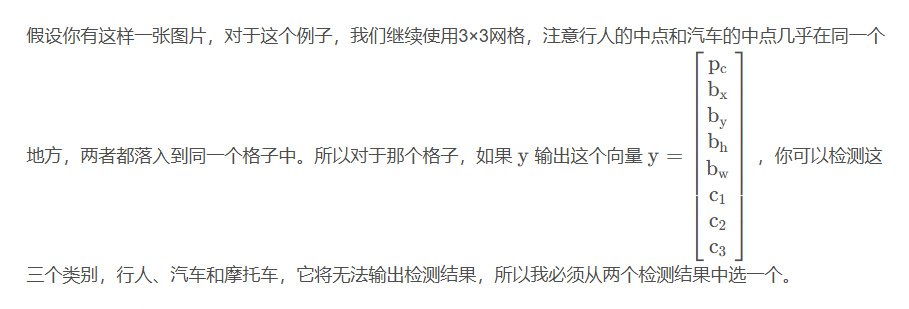 假设你有这样一张图片，对于这个例子，我们继续使用3×3网格，注意行人的中点和汽车的中点几乎在同一个
地方，两者都落入到同一个格子中。所以对于那个格子，如果 y 输出这个向量 y = [p_c b_x b_y b_h b_w c_1 c_2 c_3] ，你可以检测这
三个类别，行人、汽车和摩托车，它将无法输出检测结果，所以我必须从两个检测结果中选一个。